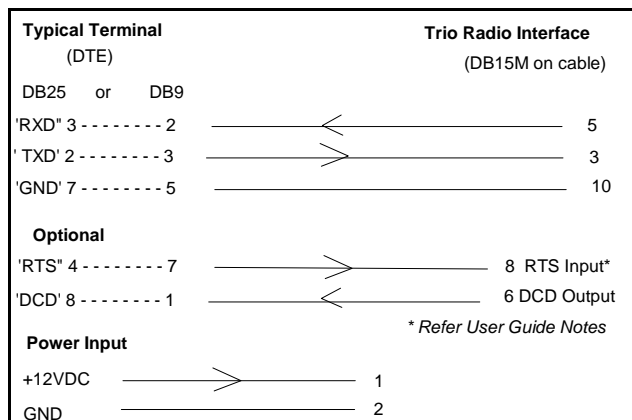 Typical Terminal Trio Radio Interface
(DTE) (DB15M on cable)
DB25 or DB9
'RXD" 3 - - - - - - - - 2 5
' TXD' 2 - - - - - - - - 3 3
'GND' 7 - - - - - - - - 5 10
Optional
'RTS" 4 - - - - - - - - 7 8 RTS Input*
'DCD' 8 - - - - - - - - 1 6 DCD Output
* Refer User Guide Notes
Power Input
+12VDC 1
GND 2